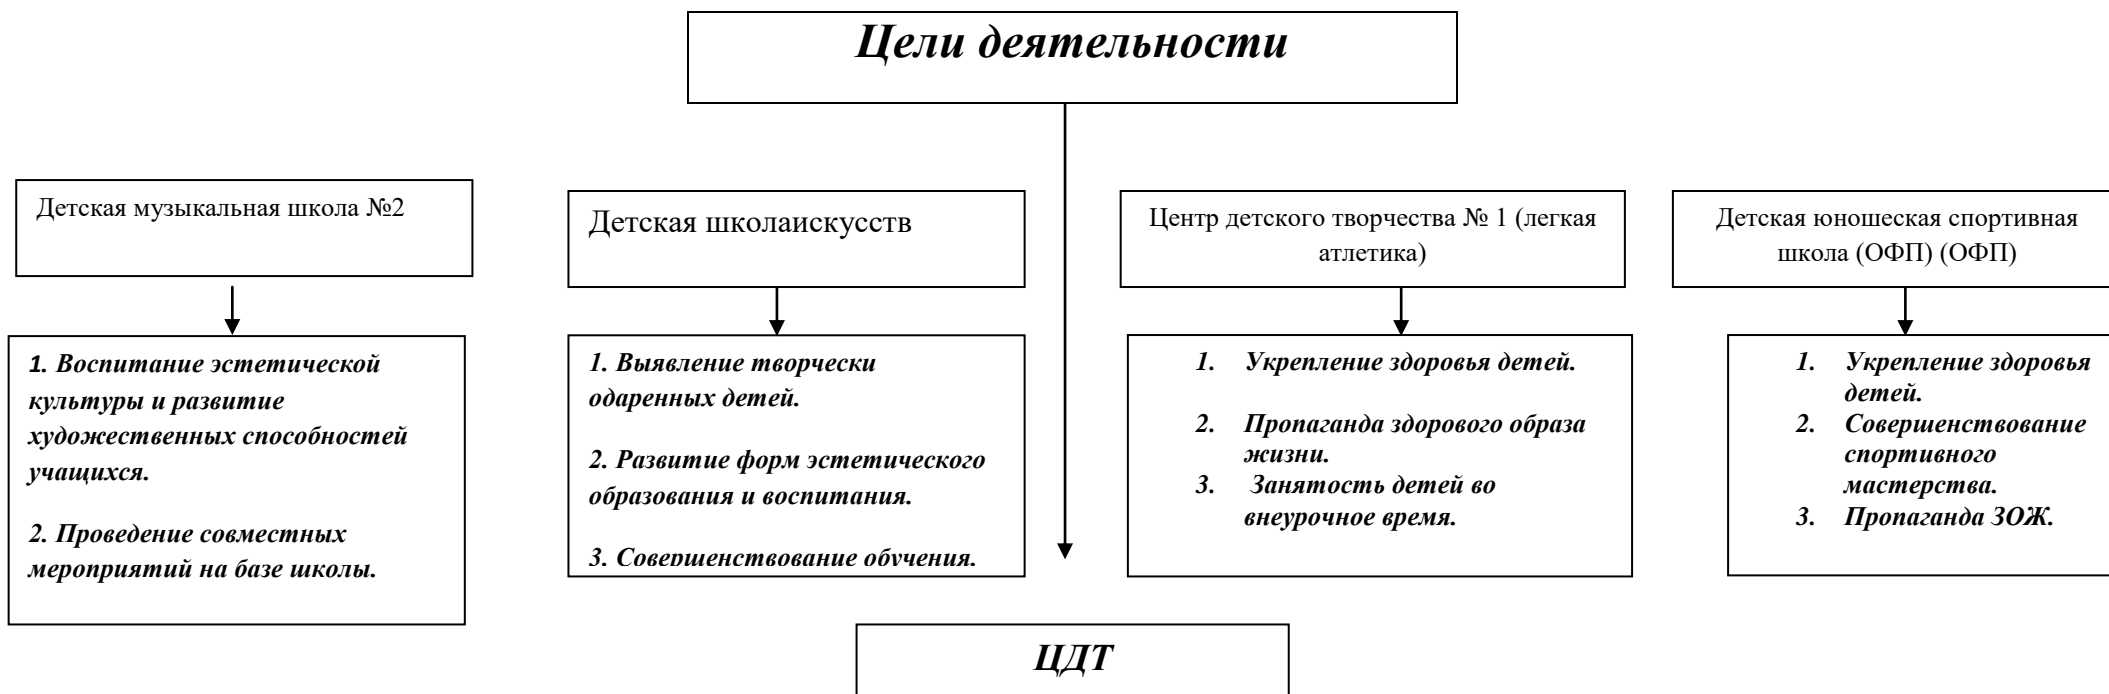 Цели деятельности
Детская музыкальная школа №2
Детская школаискусств
Центр детского творчества № 1 (легкая
атлетика)
Детская юношеская спортивная
школа (ОФП) (ОФП)
1. Воспитание эстетической
культуры и развитие
художественных способностей
учащихся.
2. Проведение совместных
мероприятий на базе школы.
1. Выявление творчески
одаренных детей.
2. Развитие форм эстетического
образования и воспитания.
3. Совершенствование обучения.
1. Укрепление здоровья детей.
2. Пропаганда здорового образа
жизни.
3. Занятость детей во
внеурочное время.
1. Укрепление здоровья
детей.
2. Совершенствование
спортивного
мастерства.
3. Пропаганда ЗОЖ.
ЦДТ